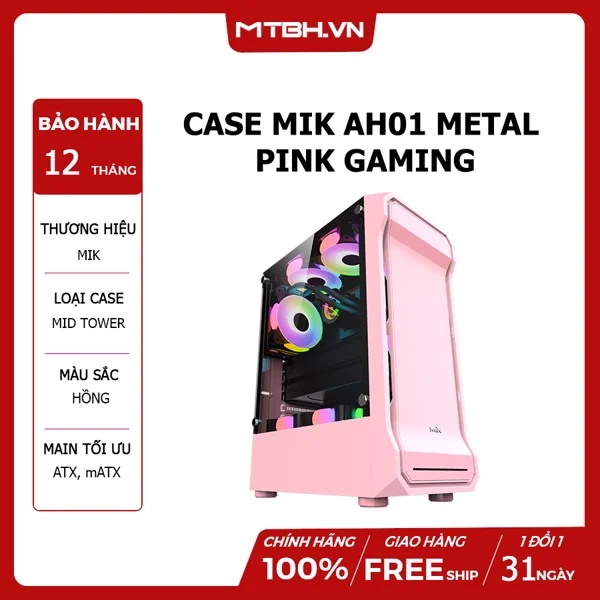 MTBH.VN
BẢO HÀNH
12 THÁNG
THƯƠNG HIỆU
MIK
LOẠI CASE
MID TOWER
MÀU SẮC
HỒNG
MAIN TỐI ƯU
ATX, mATX
CASE MIK AH01 METAL
PINK GAMING
mik
CHÍNH HÃNG
100%
GIAO HÀNG
FREE SHIP
1 ĐỔI 1
31 NGÀY